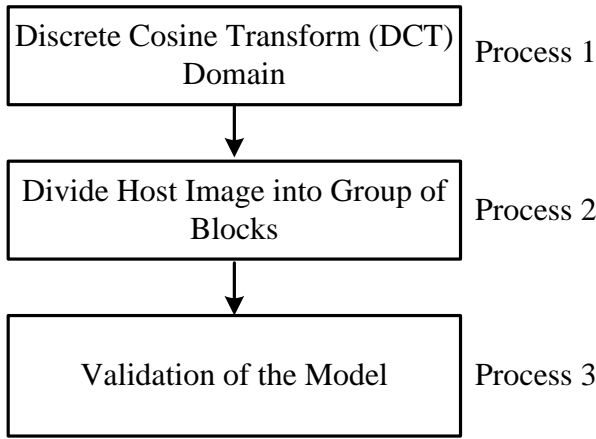 Discrete Cosine Transform (DCT)
Domain
Process 1
Divide Host Image into Group of
Blocks
Process 2
Validation of the Model
Process 3